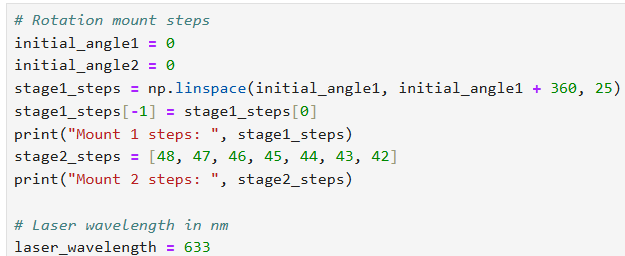 # Rotation mount steps
initial_angle1 = 0
initial_angle2 = 0
stage1_steps = np.linspace(initial_angle1, initial_angle1 + 360, 25)
stage1_steps[-1] = stage1_steps[0]
print("Mount 1 steps: ", stage1_steps)
stage2_steps = [48, 47, 46, 45, 44, 43, 42]
print("Mount 2 steps: ", stage2_steps)
# Laser wavelength in nm
laser_wavelength = 633